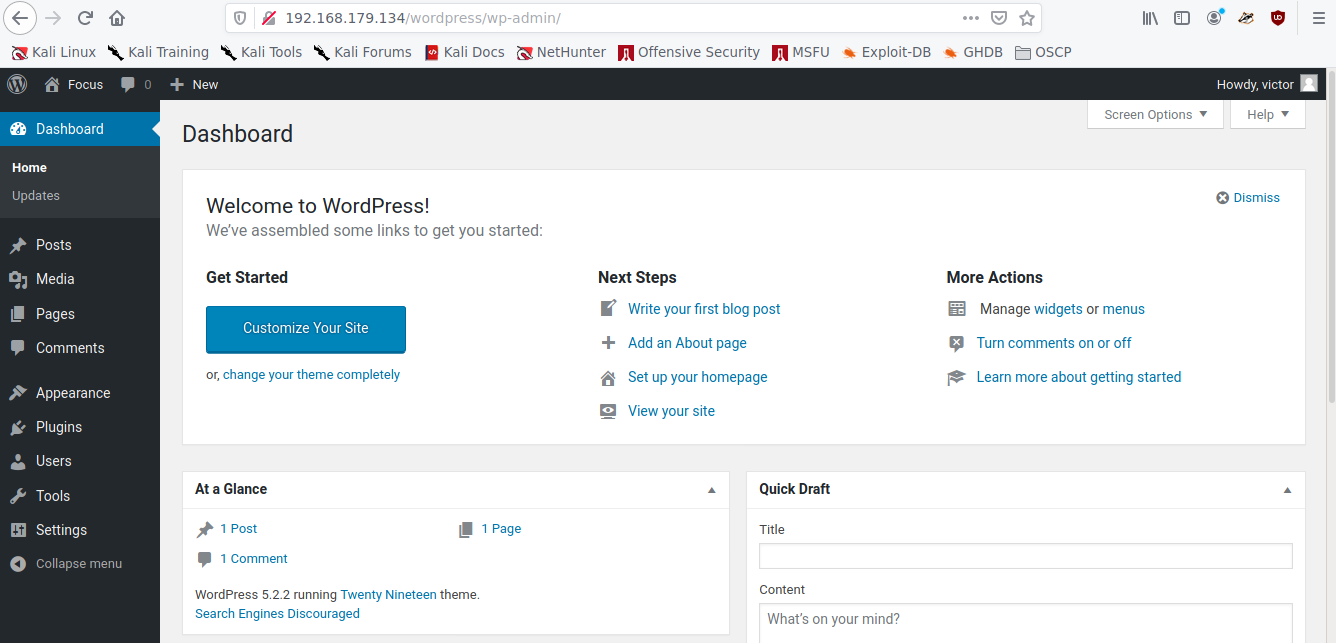 192.168.179.134/wordpress/wp-admin/
Kali Linux Kali Training Kali Tools Kali Forums Kali Docs NetHunter Offensive Security MSFU Exploit-DB GHDB OSCP
Focus 0 New Howdy, victor
Dashboard
Home
Updates
Posts
Media
Pages
Comments
Appearance
Plugins
Users
Tools
Settings
Collapse menu
Screen Options Help
Dashboard
Welcome to WordPress!
Dismiss
We've assembled some links to get you started:
Get Started
Customize Your Site
or, change your theme completely
Next Steps
Write your first blog post
Add an About page
Set up your homepage
View your site
More Actions
Manage widgets or menus
Turn comments on or off
Learn more about getting started
At a Glance
1 Post 1 Page
1 Comment
WordPress 5.2.2 running Twenty Nineteen theme.
Search Engines Discouraged
Quick Draft
Title
Content
What's on your mind?